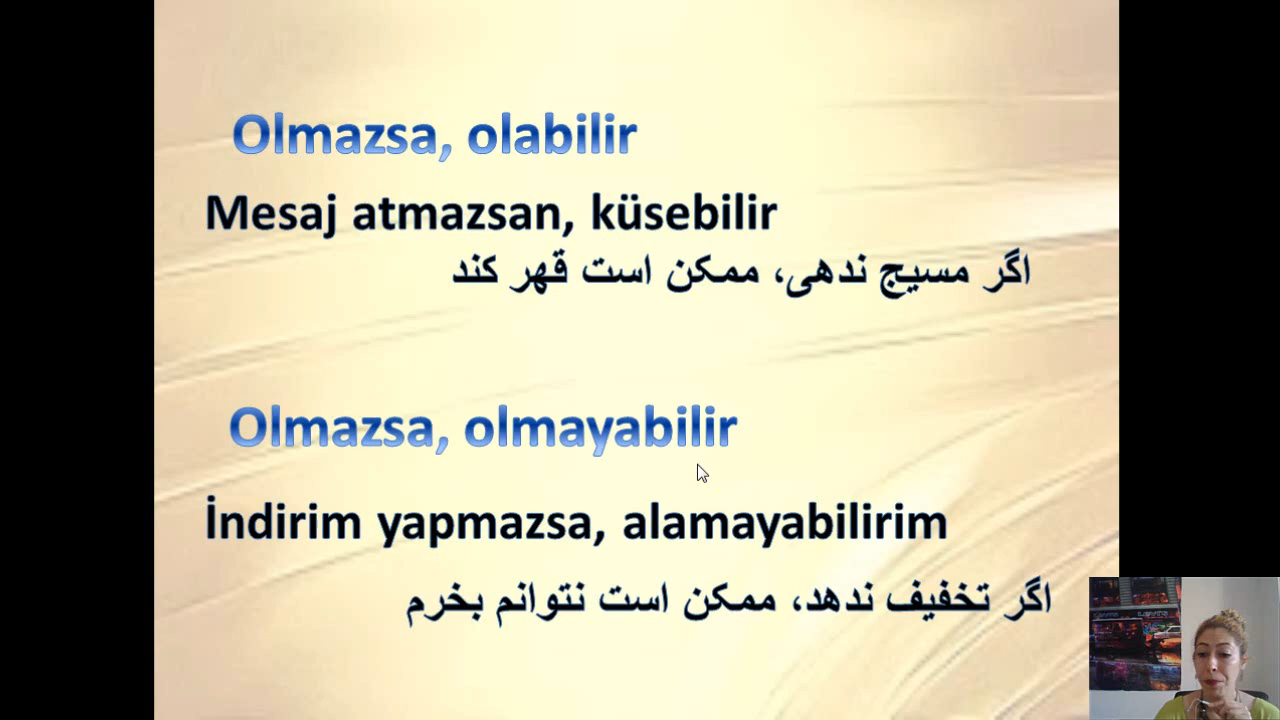 Olmazsa, olabilir
Mesaj atmazsan, küsebilir
اگر مسیج ندهی، ممکن است قهر کند
Olmazsa, olmayabilir
İndirim yapmazsa, alamayabilirim
اگر تخفیف ندهد، ممکن است نتوانم بخرم